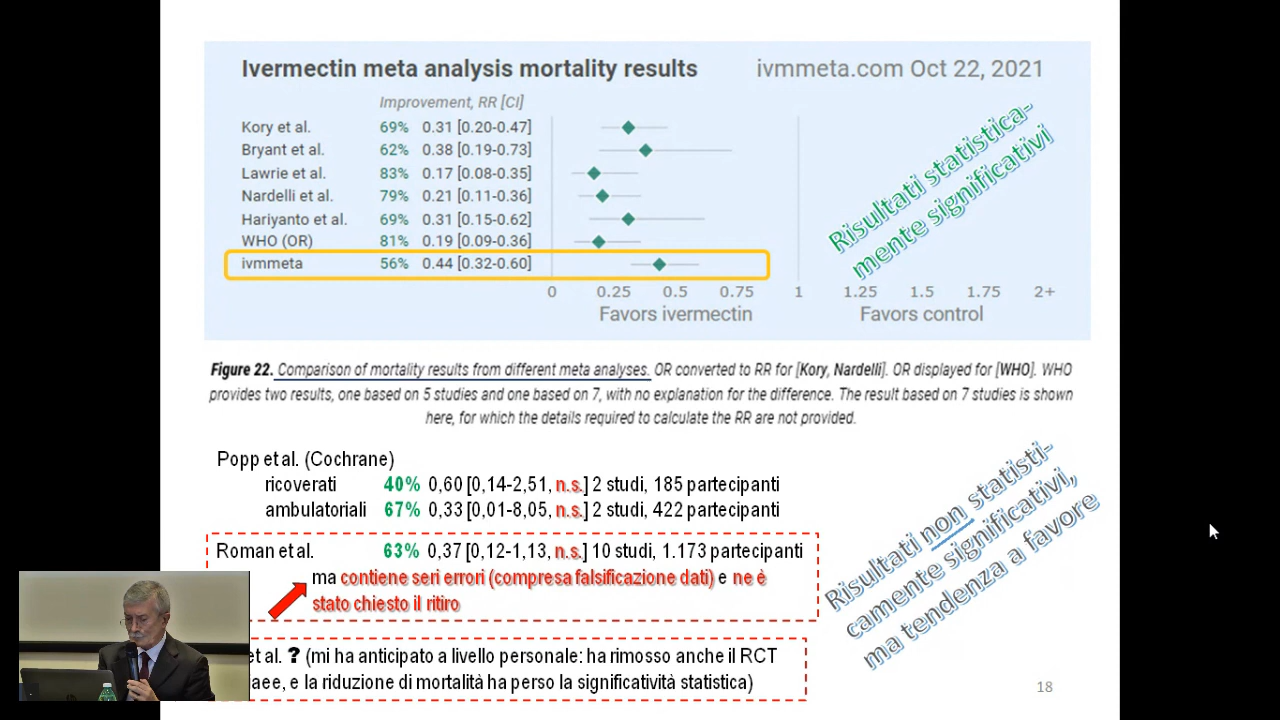 Ivermectin meta analysis mortality results ivmmeta.com Oct 22, 2021
Improvement, RR [CI]
Kory et al. 69% 0.31 [0.20-0.47]
Bryant et al. 62% 0.38 [0.19-0.73]
Lawrie et al. 83% 0.17 [0.08-0.35]
Nardelli et al. 79% 0.21 [0.11-0.36]
Hariyanto et al. 69% 0.31 [0.15-0.62]
WHO (OR) 81% 0.19 [0.09-0.36]
ivmmeta 56% 0.44 [0.32-0.60]
0 0.25 0.5 0.75 1 1.25 1.5 1.75 2+
Favors ivermectin Favors control
Risultati statistica-
mente significativi
Figure 22. Comparison of mortality results from different meta analyses. OR converted to RR for [Kory, Nardelli]. OR displayed for [WHO]. WHO
provides two results, one based on 5 studies and one based on 7, with no explanation for the difference. The result based on 7 studies is shown
here, for which the details required to calculate the RR are not provided.
Popp et al. (Cochrane)
ricoverati 40% 0,60 [0,14-2,51, n.s.] 2 studi, 185 partecipanti
ambulatoriali 67% 0,33 [0,01-8,05, n.s.] 2 studi, 422 partecipanti
Roman et al. 63% 0,37 [0,12-1,13, n.s.] 10 studi, 1.173 partecipanti
ma contiene seri errori (compresa falsificazione dati) e ne è
stato chiesto il ritiro
Risultati non statisti-
camente significativi,
ma tendenza a favore
et al. ? (mi ha anticipato a livello personale: ha rimosso anche il RCT
e la riduzione di mortalità ha perso la significatività statistica)
18